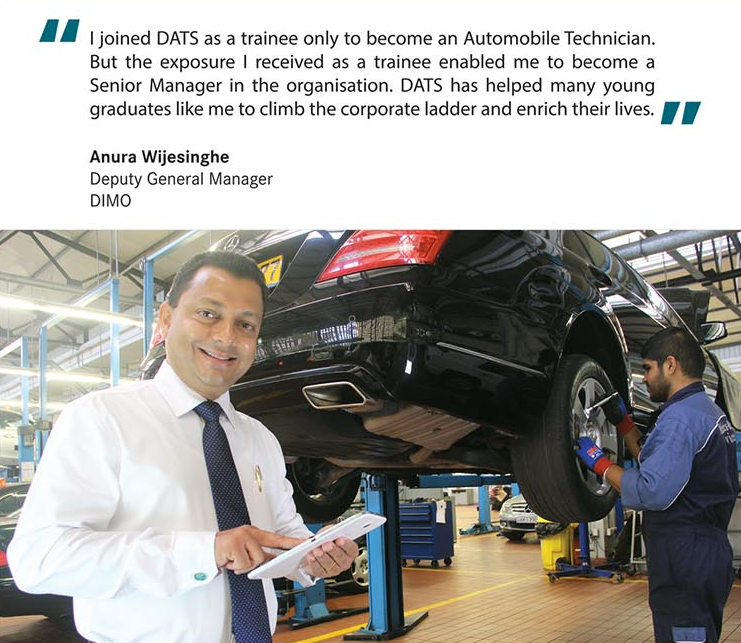 I joined DATS as a trainee only to become an Automobile Technician.
But the exposure I received as a trainee enabled me to become a
Senior Manager in the organisation. DATS has helped many young
graduates like me to climb the corporate ladder and enrich their lives.
Anura Wijesinghe
Deputy General Manager
DIMO